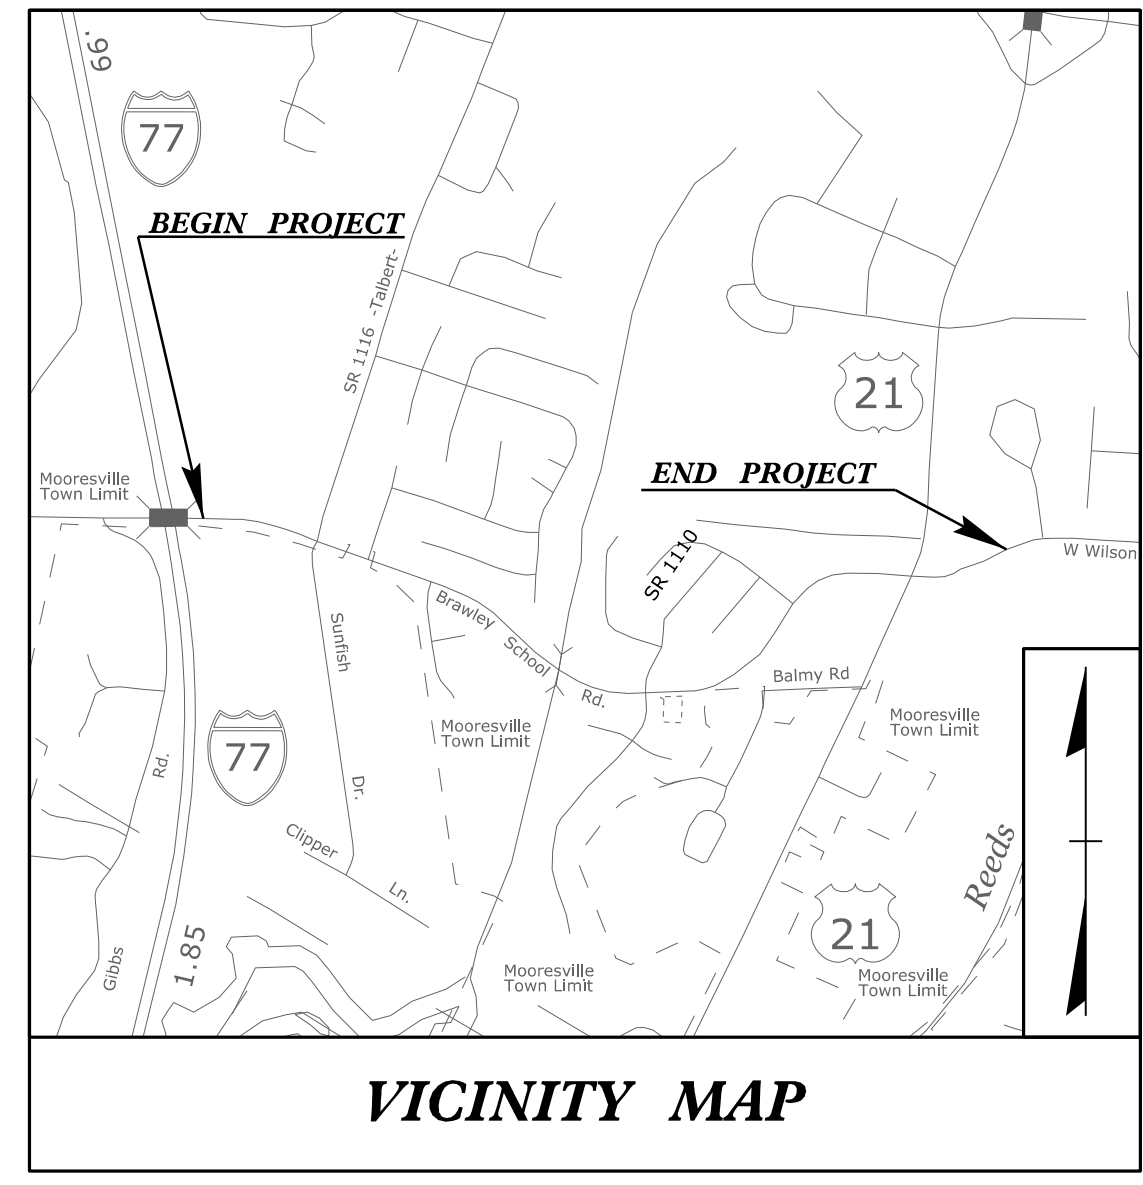 .99
77
BEGIN PROJECT
SR 1116 -Talbert-
21
END PROJECT
Mooresville
Town Limit
W Wilson
SR 1110
Brawley School Rd.
Sunfish Dr.
Balmy Rd
Mooresville
Town Limit
Mooresville
Town Limit
77
Gibbs Rd.
Clipper Ln.
Reeds
21
1.85
Mooresville
Town Limit
Mooresville
Town Limit
VICINITY MAP